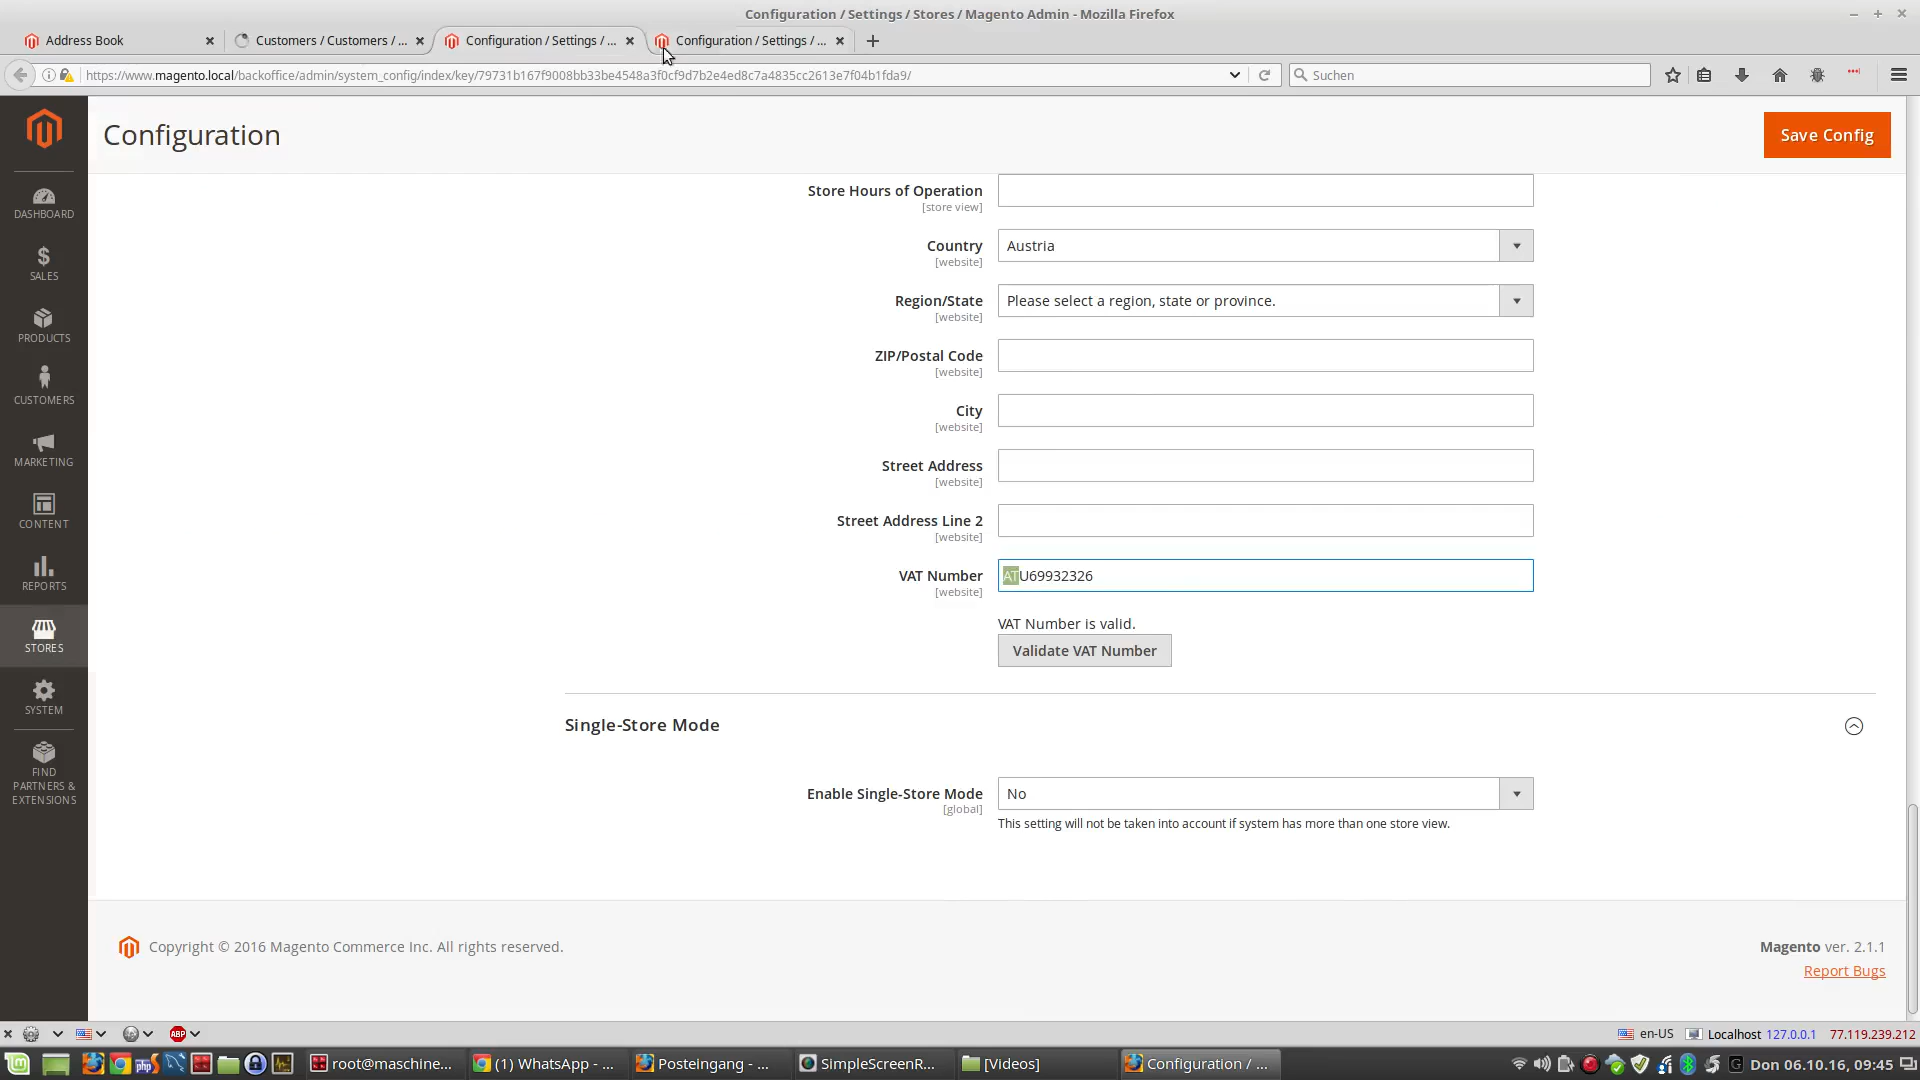 Configuration / Settings / Stores / Magento Admin - Mozilla Firefox
Address Book
Customers / Customers / ...
Configuration / Settings / ...
Configuration / Settings / ...
https://www.magento.local/backoffice/admin/system_config/index/key/79731b167f9008bb33be4548a3f0cf9d7b2e4ed8c7a4835cc2613e7f04b1fda9/
Suchen
Configuration
Save Config
DASHBOARD
SALES
PRODUCTS
CUSTOMERS
MARKETING
CONTENT
REPORTS
STORES
SYSTEM
FIND
PARTNERS &
EXTENSIONS
Store Hours of Operation
[store view]
Country
[website]
Austria
Region/State
[website]
Please select a region, state or province.
ZIP/Postal Code
[website]
City
[website]
Street Address
[website]
Street Address Line 2
[website]
VAT Number
[website]
ATU69932326
VAT Number is valid.
Validate VAT Number
Single-Store Mode
Enable Single-Store Mode
[global]
No
This setting will not be taken into account if system has more than one store view.
Copyright © 2016 Magento Commerce Inc. All rights reserved.
Magento ver. 2.1.1
Report Bugs
ABP
en-US
Localhost 127.0.0.1
77.119.239.212
php
root@maschine...
(1) WhatsApp - ...
Posteingang - ...
SimpleScreenR...
[Videos]
Configuration / ...
Don 06.10.16, 09:45